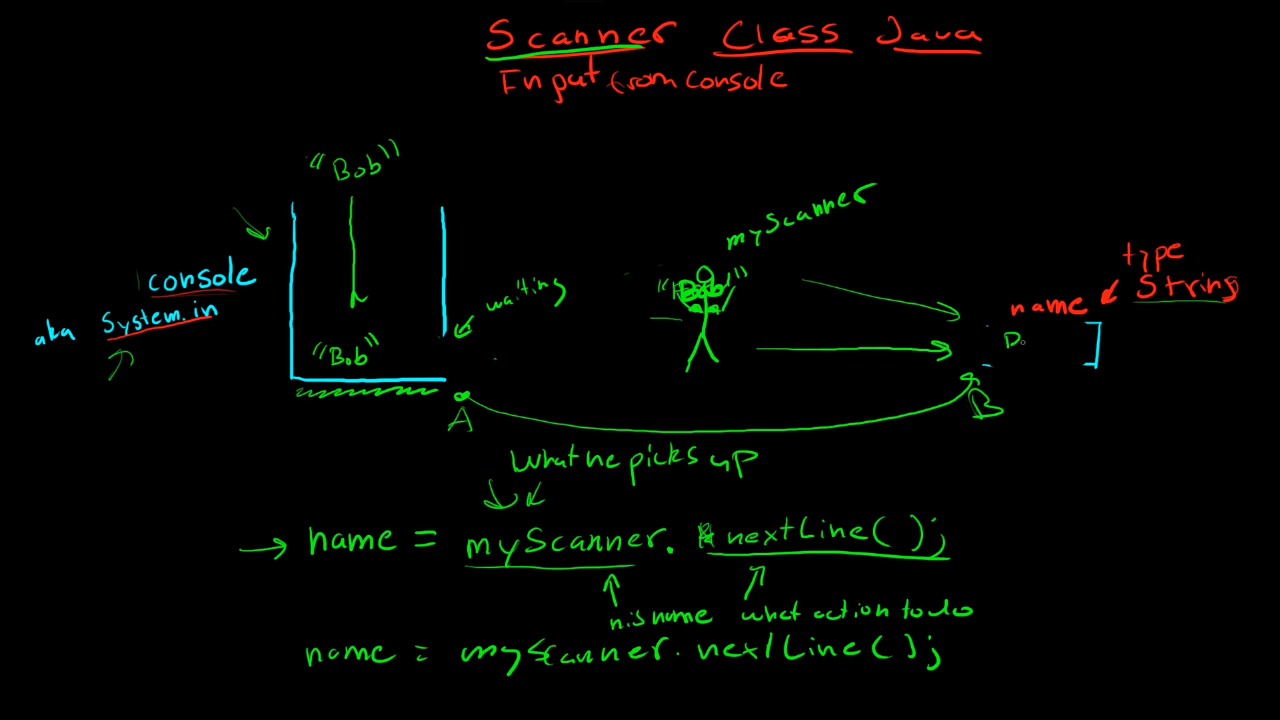 Scanner Class Java
Input from console
"Bob"
myScanner
type
String
console
aka System.in
waiting
name
"Bob"
A
B
What he picks up
name = myScanner. nextLine();
his name what action to do
name = myScanner.nextLine();